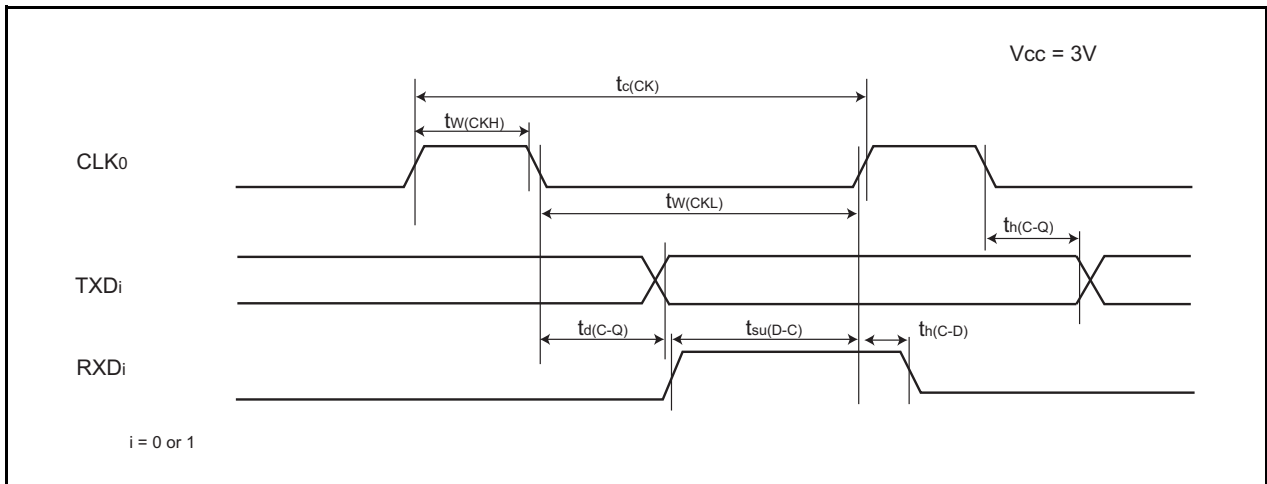 Vcc = 3V
tc(CK)
tW(CKH)
CLK0
tW(CKL)
th(C-Q)
TXDi
td(C-Q)
tsu(D-C)
th(C-D)
RXDi
i = 0 or 1